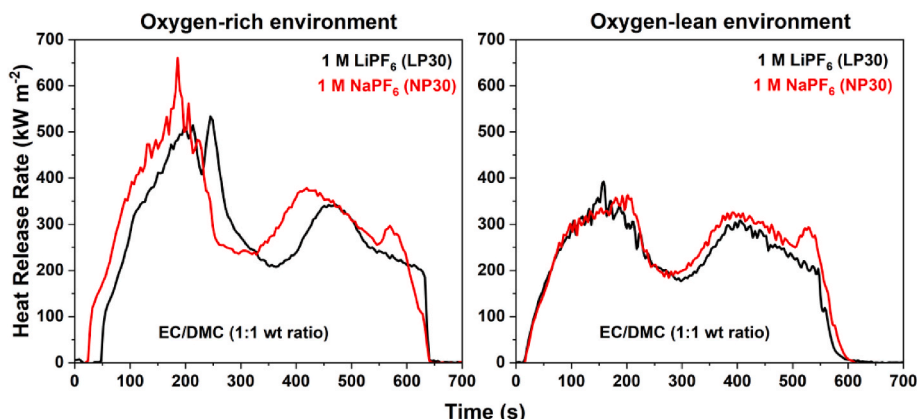 Oxygen-rich environment
Oxygen-lean environment
Heat Release Rate (kW m⁻²)
700
600
500
400
300
200
100
0
1 M LiPF₆ (LP30)
1 M NaPF₆ (NP30)
EC/DMC (1:1 wt ratio)
0 100 200 300 400 500 600 700
700
600
500
400
300
200
100
0
1 M LiPF₆ (LP30)
1 M NaPF₆ (NP30)
EC/DMC (1:1 wt ratio)
0 100 200 300 400 500 600 700
Time (s)